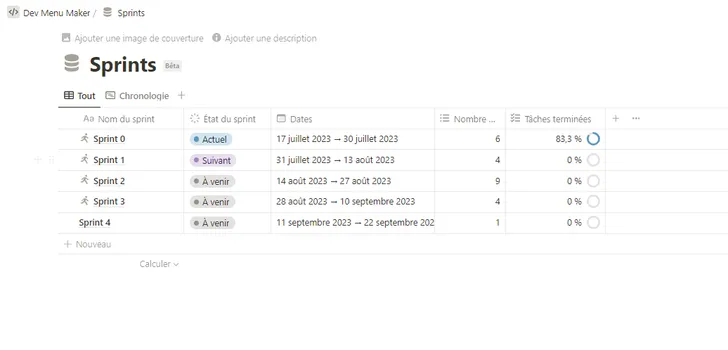 Dev Menu Maker / Sprints
Ajouter une image de couverture Ajouter une description
Sprints Bêta
Tout Chronologie +
Aa Nom du sprint État du sprint Dates Nombre ... Tâches terminées + ...
Sprint 0 Actuel 17 juillet 2023 → 30 juillet 2023 6 83,3 %
Sprint 1 Suivant 31 juillet 2023 → 13 août 2023 4 0 %
Sprint 2 À venir 14 août 2023 → 27 août 2023 9 0 %
Sprint 3 À venir 28 août 2023 → 10 septembre 2023 4 0 %
Sprint 4 À venir 11 septembre 2023 → 22 septembre 202 1 0 %
+ Nouveau
Calculer